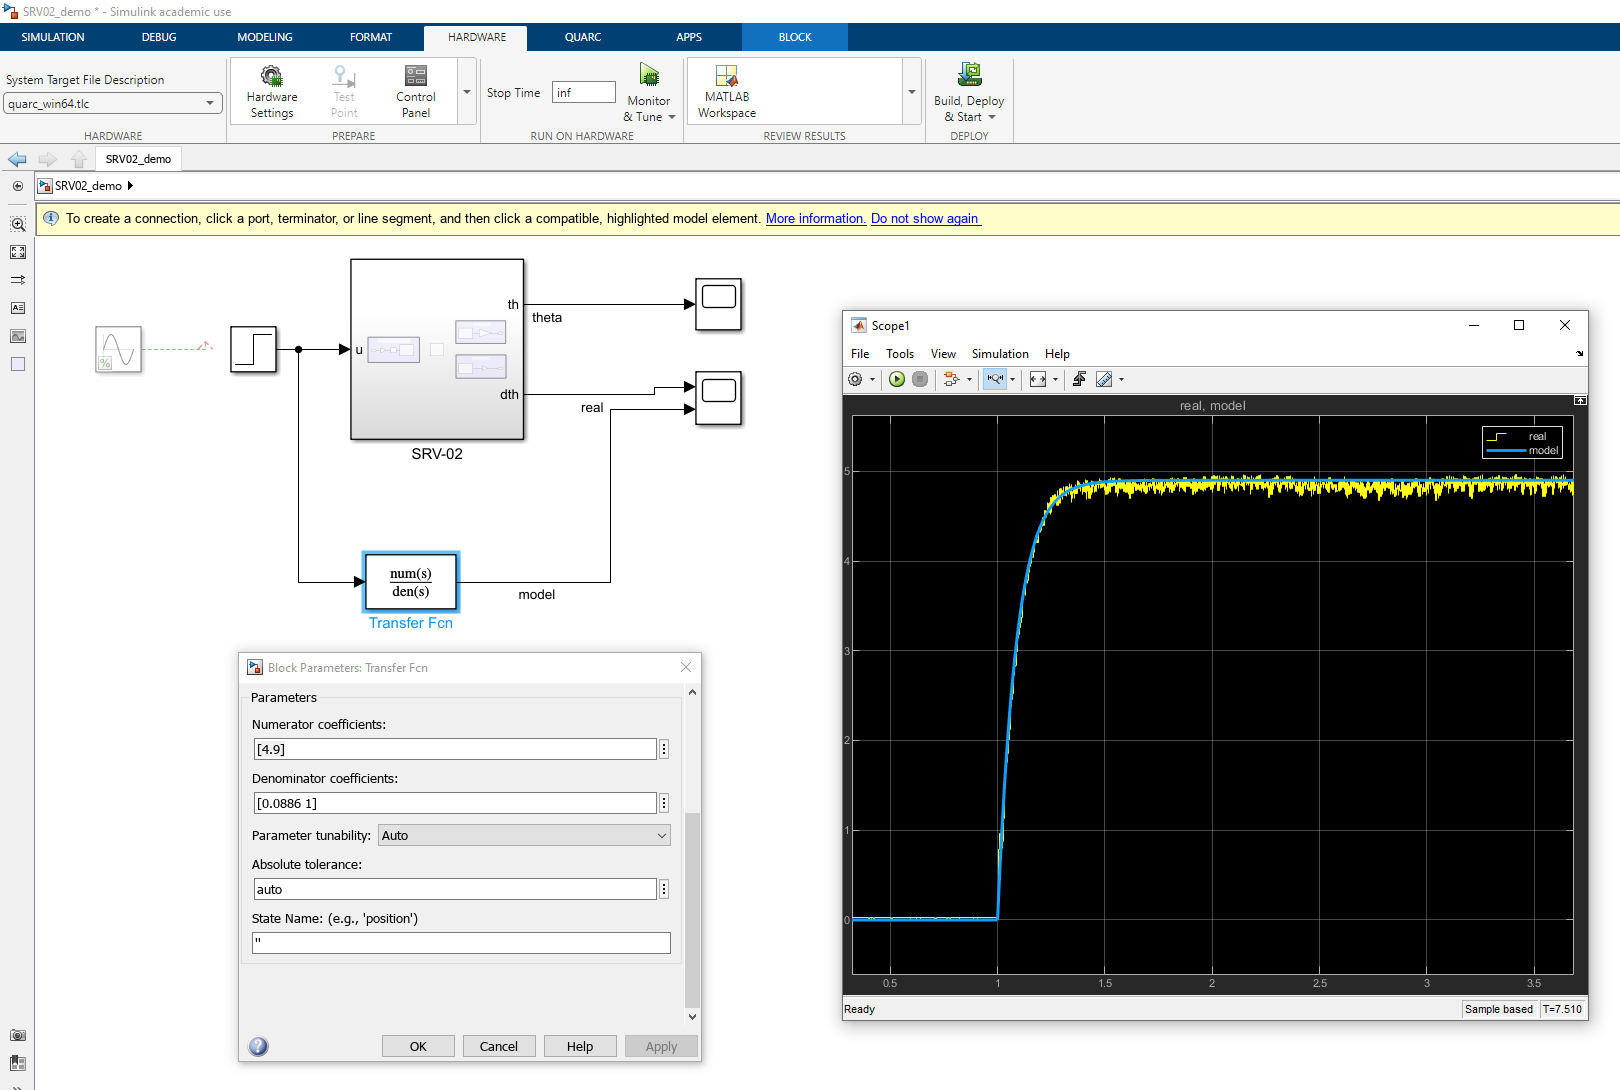 SRV02_demo * - Simulink academic use
SIMULATION DEBUG MODELING FORMAT HARDWARE QUARC APPS BLOCK
System Target File Description
quarc_win64.tlc
Hardware Settings
Test Point
Control Panel
Stop Time inf
Monitor & Tune
MATLAB Workspace
Build, Deploy & Start
HARDWARE PREPARE RUN ON HARDWARE REVIEW RESULTS DEPLOY
SRV02_demo
SRV02_demo
To create a connection, click a port, terminator, or line segment, and then click a compatible, highlighted model element. More information. Do not show again
th
theta
u
dth
real
SRV-02
%
num(s)
den(s)
model
Transfer Fcn
Block Parameters: Transfer Fcn
Parameters
Numerator coefficients:
[4.9]
Denominator coefficients:
[0.0886 1]
Parameter tunability: Auto
Absolute tolerance:
auto
State Name: (e.g., 'position')
''
OK Cancel Help Apply
Scope1
File Tools View Simulation Help
real, model
real
model
5
4
3
2
1
0
0.5 1 1.5 2 2.5 3 3.5
Ready Sample based T=7.510